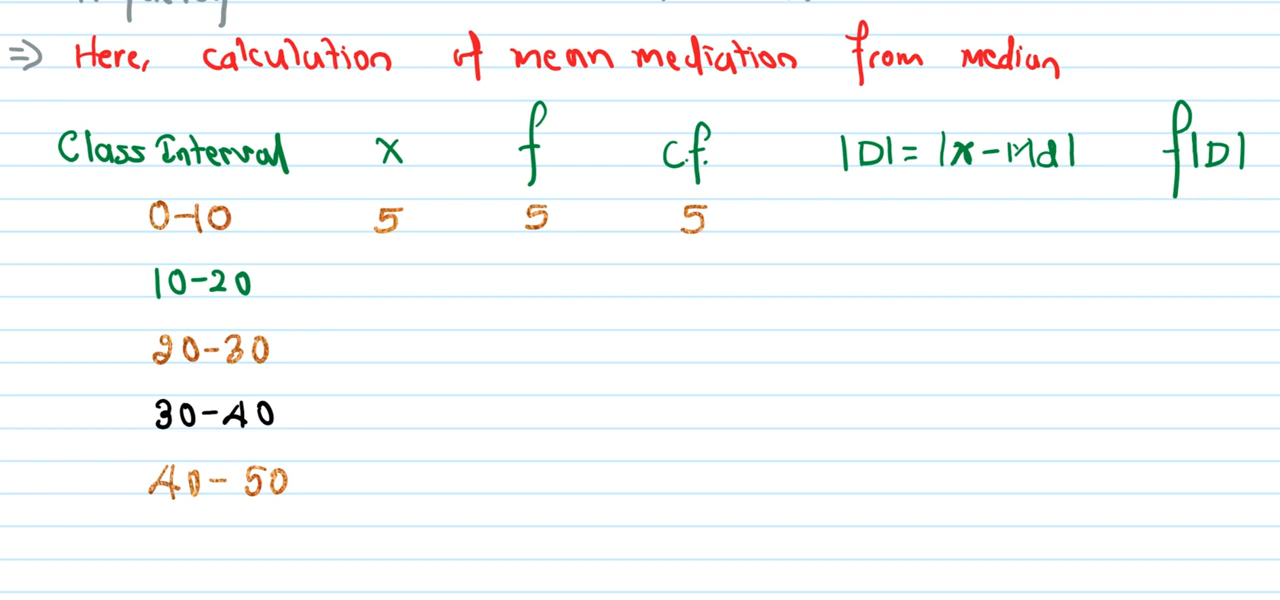 ⇒ Here, calculation of mean mediation from median
Class Interval x f c.f. |D| = |x-Md| f|D|
0-10 5 5 5
10-20
20-30
30-40
40-50